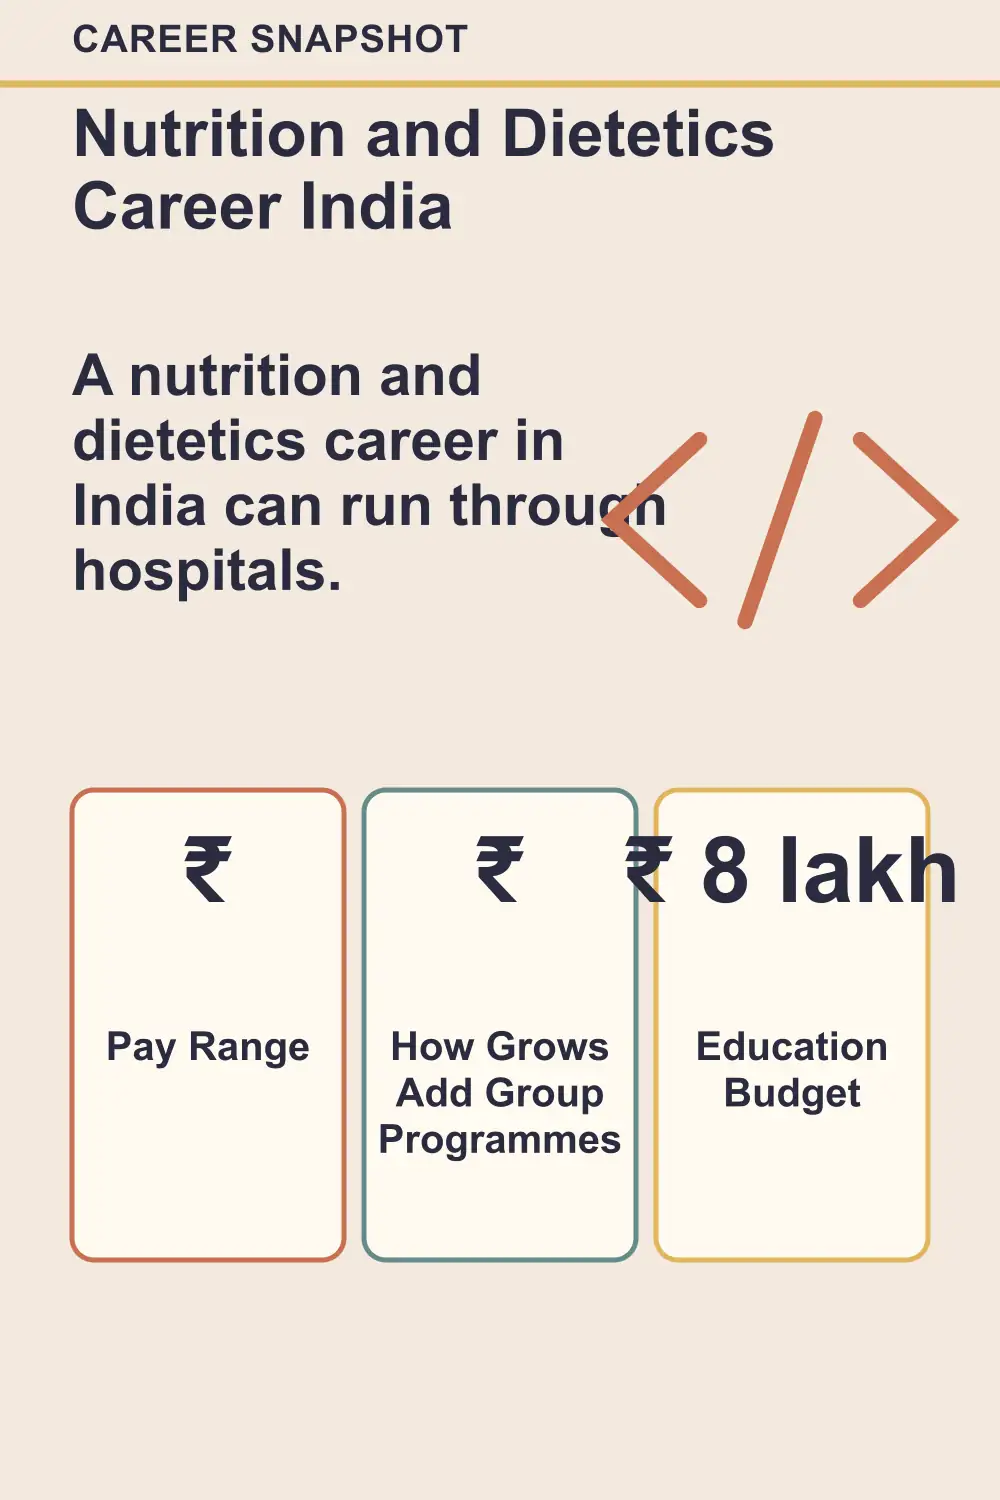 CAREER SNAPSHOT
Nutrition and Dietetics
Career India
A nutrition and
dietetics career in
India can run through
hospitals.
₹
Pay Range
₹
How Grows
Add Group
Programmes
₹ 8 lakh
Education
Budget